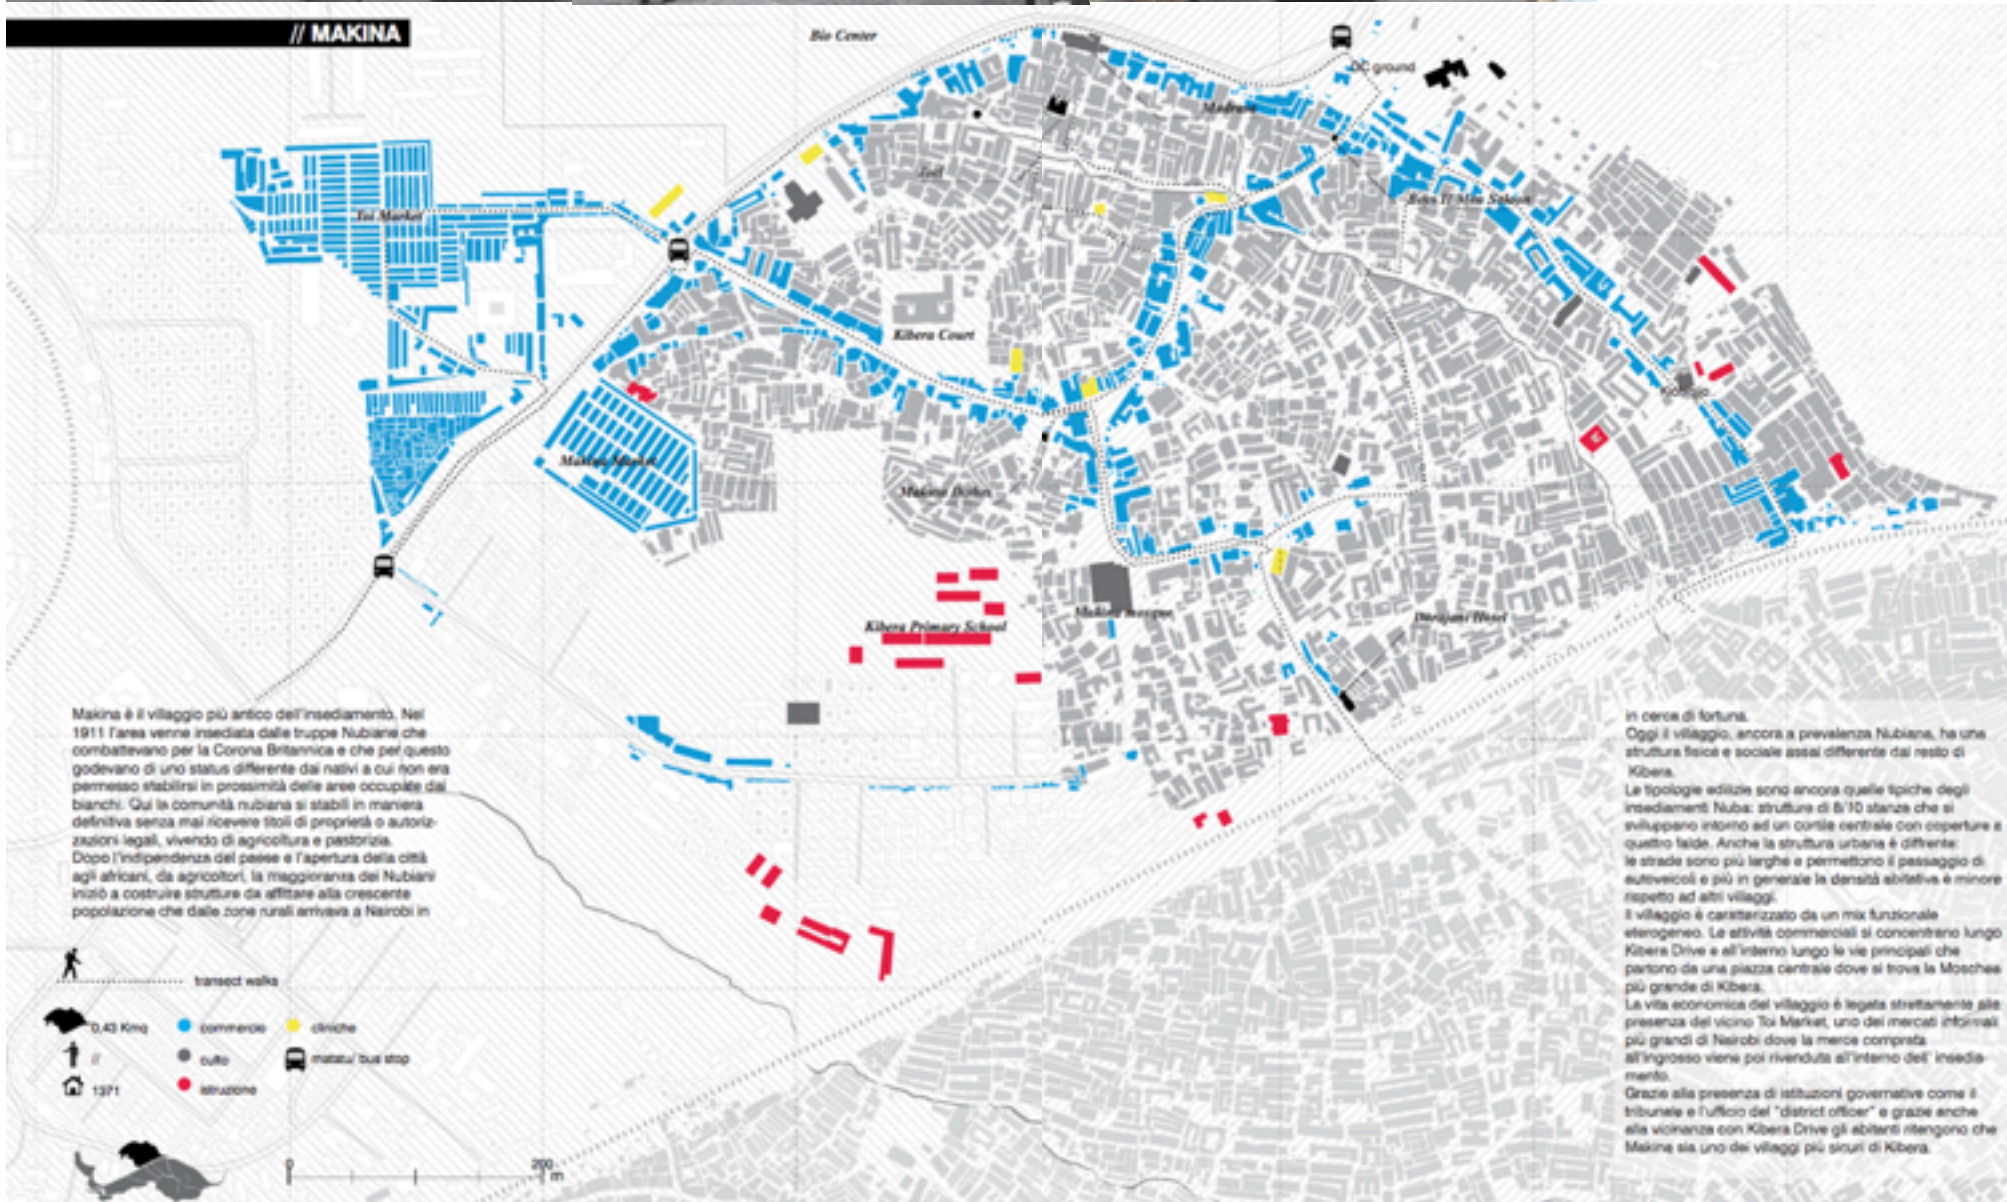 // MAKINA
Bio Center
DC ground
Madrasa
Toi Market
Kibera Court
Makina Market
Kibera Primary School
Makina mosque
Darajani Hotel
Makina è il villaggio più antico dell'insediamento. Nel
1911 l'area venne insediata dalle truppe Nubiane che
combattevano per la Corona Britannica e che per questo
godevano di uno status differente dai nativi a cui non era
permesso stabilirsi in prossimità delle aree occupate dai
bianchi. Qui la comunità nubiana si stabilì in maniera
definitiva senza mai ricevere titoli di proprietà o autoriz-
zazioni legali, vivendo di agricoltura e pastorizia.
Dopo l'indipendenza del paese e l'apertura della città
agli africani, da agricoltori, la maggioranza dei Nubiani
iniziò a costruire strutture da affittare alla crescente
popolazione che dalle zone rurali arrivava a Nairobi in
in cerca di fortuna.
Oggi il villaggio, ancora a prevalenza Nubiana, ha una
struttura fisica e sociale assai differente dal resto di
Kibera.
Le tipologie edilizie sono ancora quelle tipiche degli
insediamenti Nuba: strutture di 8/10 stanze che si
sviluppano intorno ad un cortile centrale con coperture a
quattro falde. Anche la struttura urbana è diffrente:
le strade sono più larghe e permettono il passaggio di
autoveicoli e più in generale la densità abitativa è minore
rispetto ad altri villaggi.
Il villaggio è caratterizzato da un mix funzionale
eterogeneo. Le attività commerciali si concentrano lungo
Kibera Drive e all'interno lungo le vie principali che
partono da una piazza centrale dove si trova la Moschea
più grande di Kibera.
La vita economica del villaggio è legata strettamente alla
presenza del vicino Toi Market, uno dei mercati informali
più grandi di Nairobi dove la merce comprata
all'ingrosso viene poi rivenduta all'interno dell' insedia-
mento.
Grazie alla presenza di istituzioni governative come il
tribunale e l'ufficio del "district officer" e grazie anche
alla vicinanza con Kibera Drive gli abitanti ritengono che
Makina sia uno dei villaggi più sicuri di Kibera.
transect walks
0,43 Kmq
commercio
cliniche
//
culto
matatu/ bus stop
1371
istruzione
0
200
m